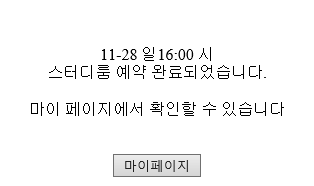 11-28 일16:00 시
스터디룸 예약 완료되었습니다.
마이 페이지에서 확인할 수 있습니다
마이페이지